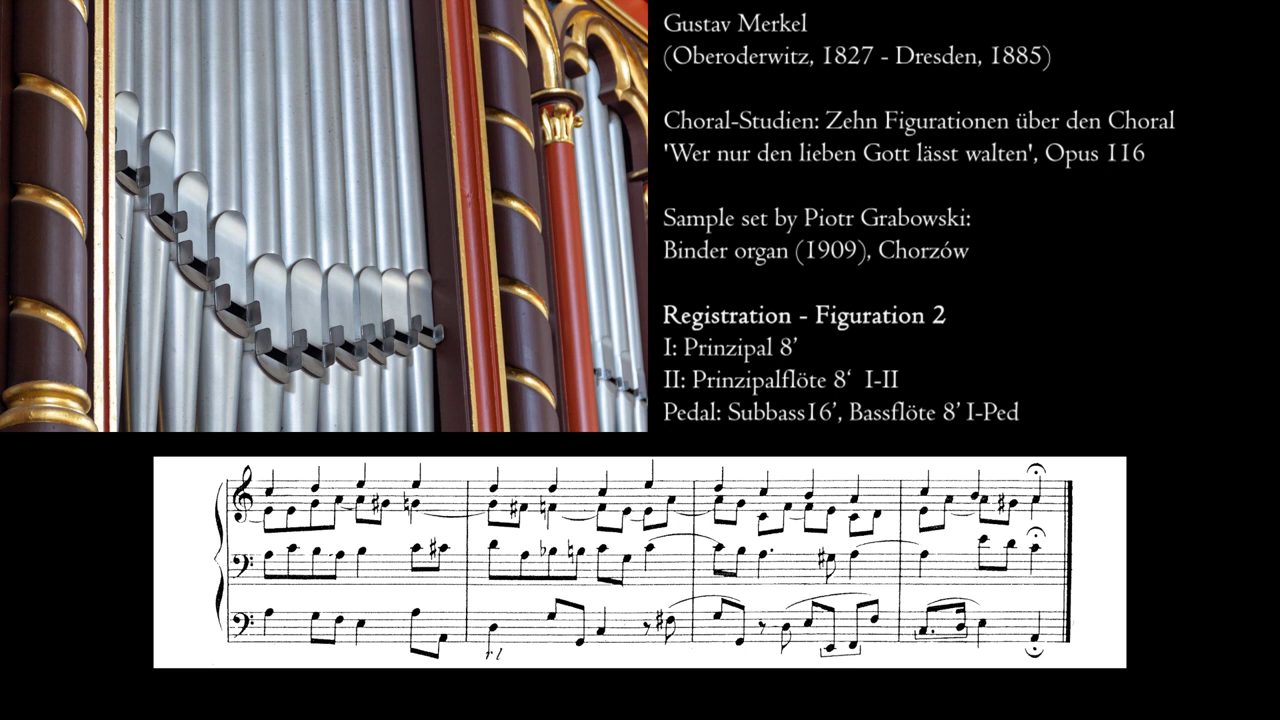 Gustav Merkel
(Oberoderwitz, 1827 - Dresden, 1885)
Choral-Studien: Zehn Figurationen über den Choral
'Wer nur den lieben Gott lässt walten', Opus 116
Sample set by Piotr Grabowski:
Binder organ (1909), Chorzów
Registration - Figuration 2
I: Prinzipal 8’
II: Prinzipalflöte 8‘ I-II
Pedal: Subbass16’, Bassflöte 8’ I-Ped